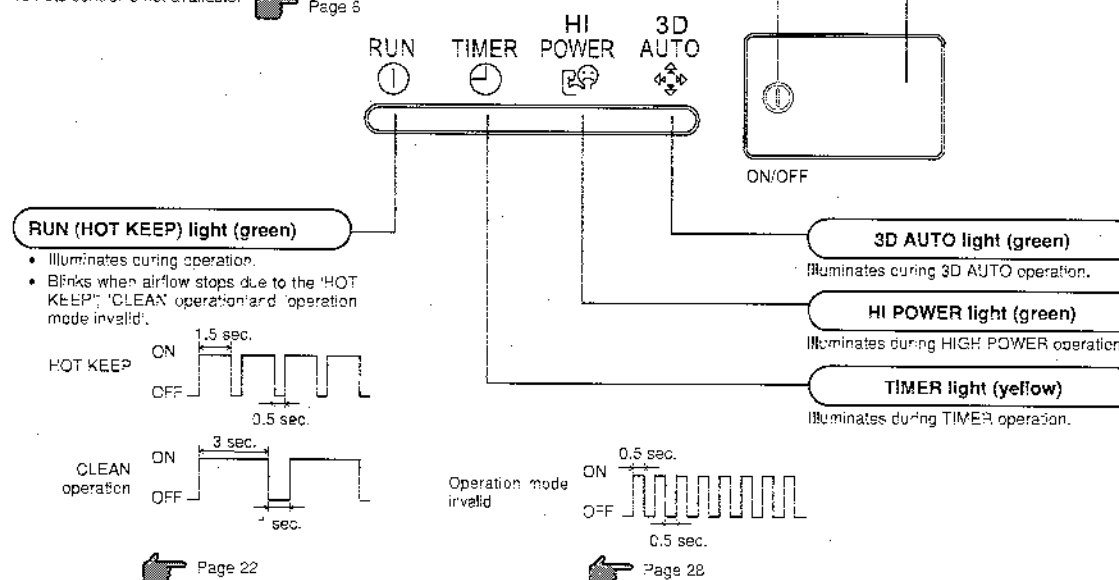 Page 6
HI 3D
RUN TIMER POWER AUTO
ON/OFF
RUN (HOT KEEP) light (green)
• Illuminates during operation.
• Blinks when airflow stops due to the 'HOT
KEEP', 'CLEAN' operation and 'operation
mode invalid'.
1.5 sec.
HOT KEEP ON
OFF
0.5 sec.
3 sec.
CLEAN
operation
ON
OFF
sec.
Page 22
3D AUTO light (green)
Illuminates during 3D AUTO operation.
HI POWER light (green)
Illuminates during HIGH POWER operation
TIMER light (yellow)
Illuminates during TIMER operation.
0.5 sec.
Operation mode
invalid
ON
OFF
0.5 sec.
Page 28